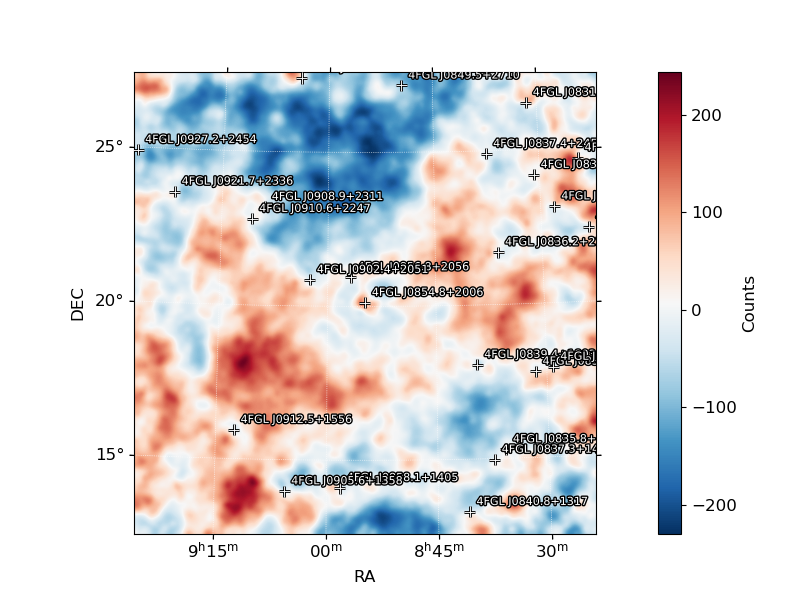 4FGL J0849.5+2710
4FGL J0831
4FGL J0927.2+2454
4FGL J0837.4+24
4FGL J083
4FGL J0921.7+2336
4FGL J0908.9+2311
4FGL J
4FGL J0910.6+2247
4FGL J0836.2+2
4FGL J0902.4+2051
+2056
4FGL J0854.8+2006
4FGL J0839.4
4FGL J0912.5+1556
4FGL J0835.8+
4FGL J0837.3+14
4FGL J0905.6+1358
8.1+1405
4FGL J0840.8+1317
25°
20°
15°
9h15m
00m
8h45m
30m
RA
DEC
200
100
0
−100
−200
Counts